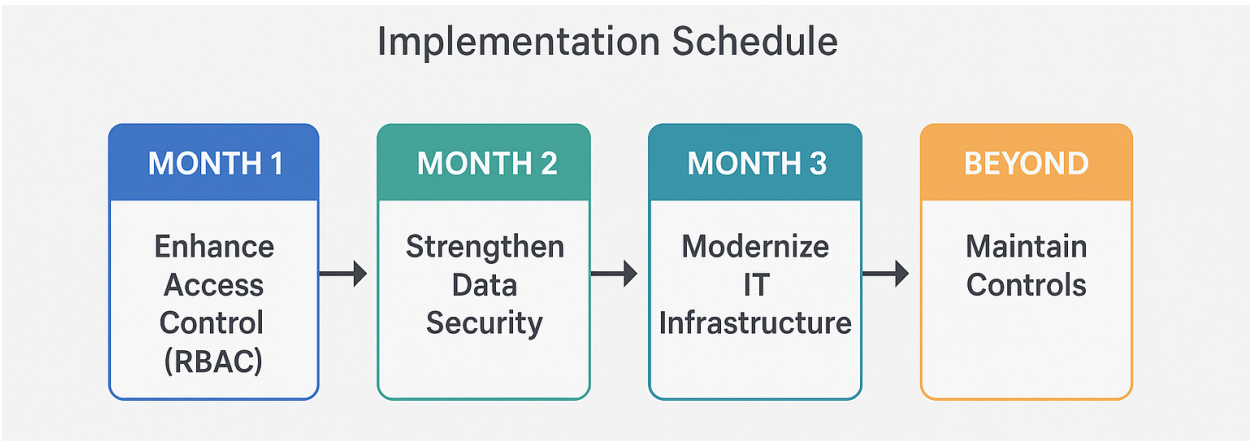 Implementation Schedule
MONTH 1
Enhance
Access
Control
(RBAC)
MONTH 2
Strengthen
Data
Security
MONTH 3
Modernize
IT
Infrastructure
BEYOND
Maintain
Controls